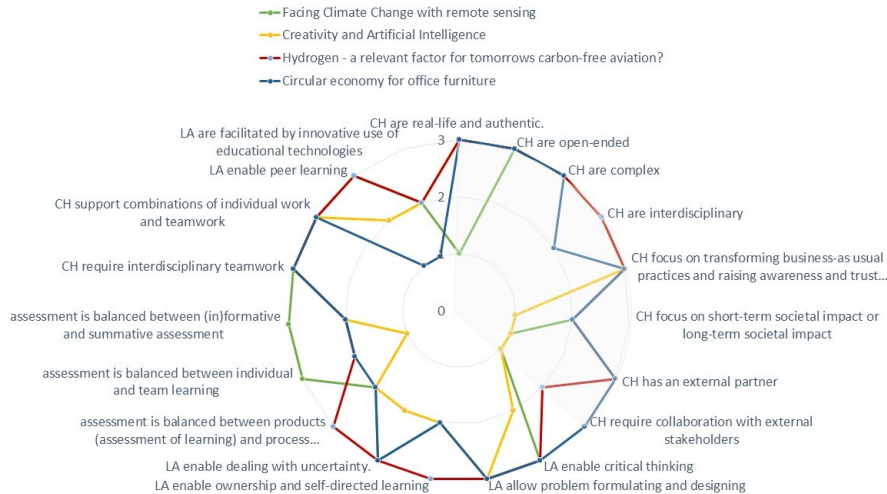 Facing Climate Change with remote sensing
Creativity and Artificial Intelligence
Hydrogen - a relevant factor for tomorrows carbon-free aviation?
Circular economy for office furniture
CH are real-life and authentic.
CH are open-ended
CH are complex
CH are interdisciplinary
CH focus on transforming business-as usual
practices and raising awareness and trust...
CH focus on short-term societal impact or
long-term societal impact
CH has an external partner
CH require collaboration with external
stakeholders
LA enable critical thinking
LA allow problem formulating and designing
LA enable ownership and self-directed learning
LA enable dealing with uncertainty.
assessment is balanced between products
(assessment of learning) and process...
assessment is balanced between individual
and team learning
assessment is balanced between (in)formative
and summative assessment
CH require interdisciplinary teamwork
CH support combinations of individual work
and teamwork
LA enable peer learning
LA are facilitated by innovative use of
educational technologies
3
2
1
0